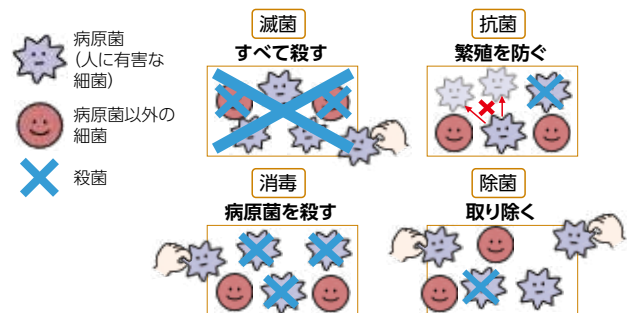 病原菌
(人に有害な
細菌)
病原菌以外の
細菌
殺菌
滅菌
すべて殺す
抗菌
繁殖を防ぐ
消毒
病原菌を殺す
除菌
取り除く